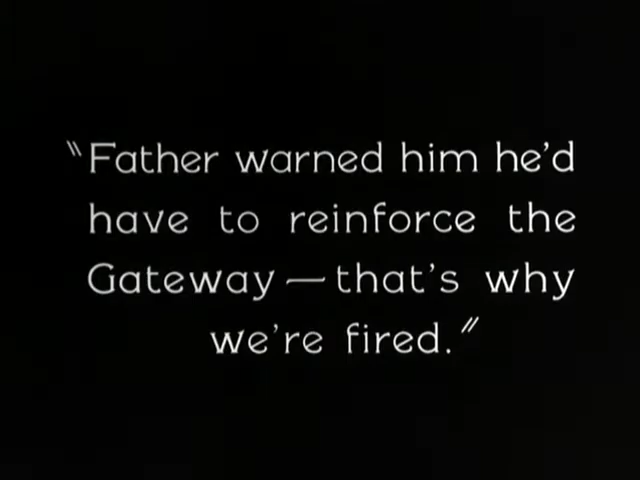 "Father warned him he'd
have to reinforce the
Gateway — that's why
we're fired."